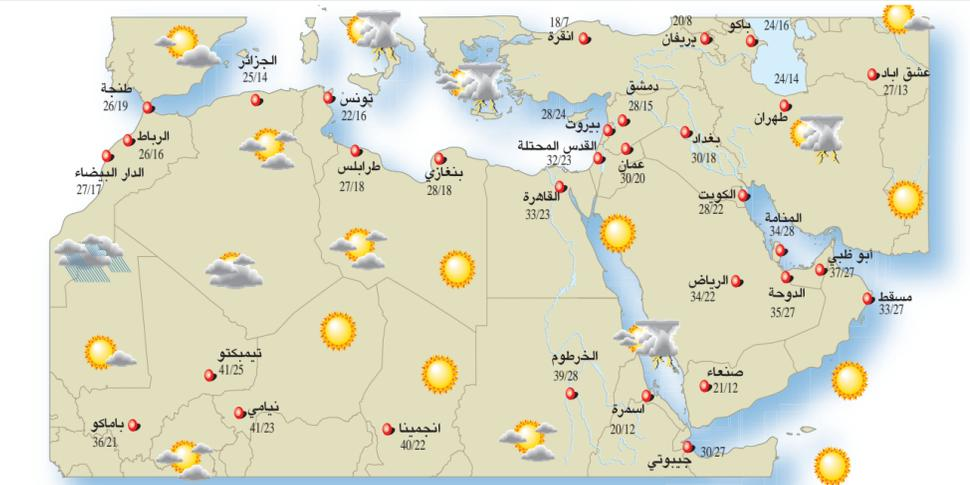 18/7
انقرة
20/8
يريفان
باكو
24/16
عشق اباد
27/13
24/14
طهران
الجزائر
25/14
طنجة
26/19
تونس
22/16
دمشق
28/15
28/24
بيروت
بغداد
30/18
الرباط
26/16
القدس المحتلة
32/23
عمان
30/20
الدار البيضاء
27/17
طرابلس
27/18
بنغازي
28/18
القاهرة
33/23
الكويت
28/22
المنامة
34/28
ابو ظبي
37/27
الرياض
34/22
الدوحة
35/27
مسقط
33/27
تيمبكتو
41/25
الخرطوم
39/28
صنعاء
21/12
نيامي
41/23
اسمرة
20/12
باماكو
36/21
انجمينا
40/22
30/27
جيبوتي